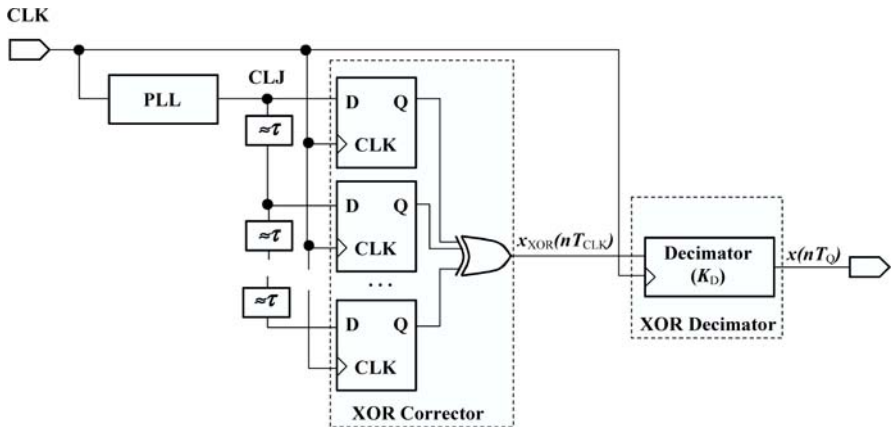 CLK
CLJ
PLL
≈τ
D Q
CLK
D Q
≈τ
CLK
x_XOR(nT_CLK)
Decimator
(K_D)
x(nT_Q)
...
≈τ
D Q
CLK
XOR Decimator
XOR Corrector